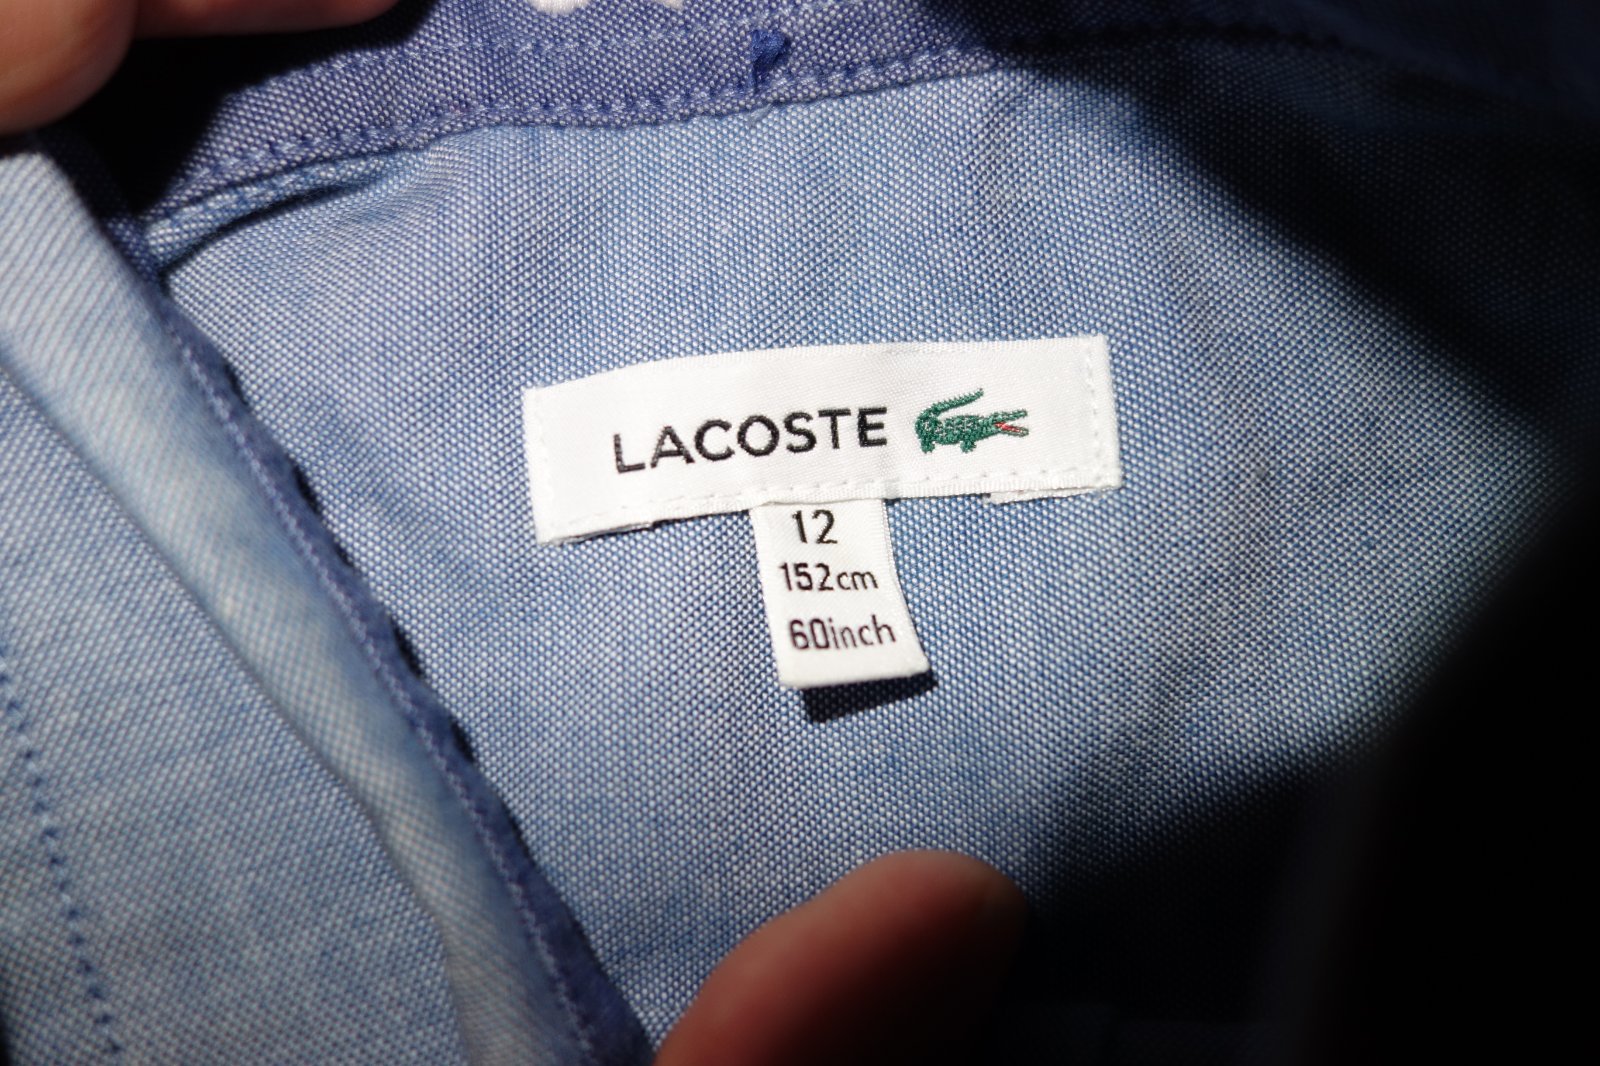 LACOSTE
12
152cm
60inch